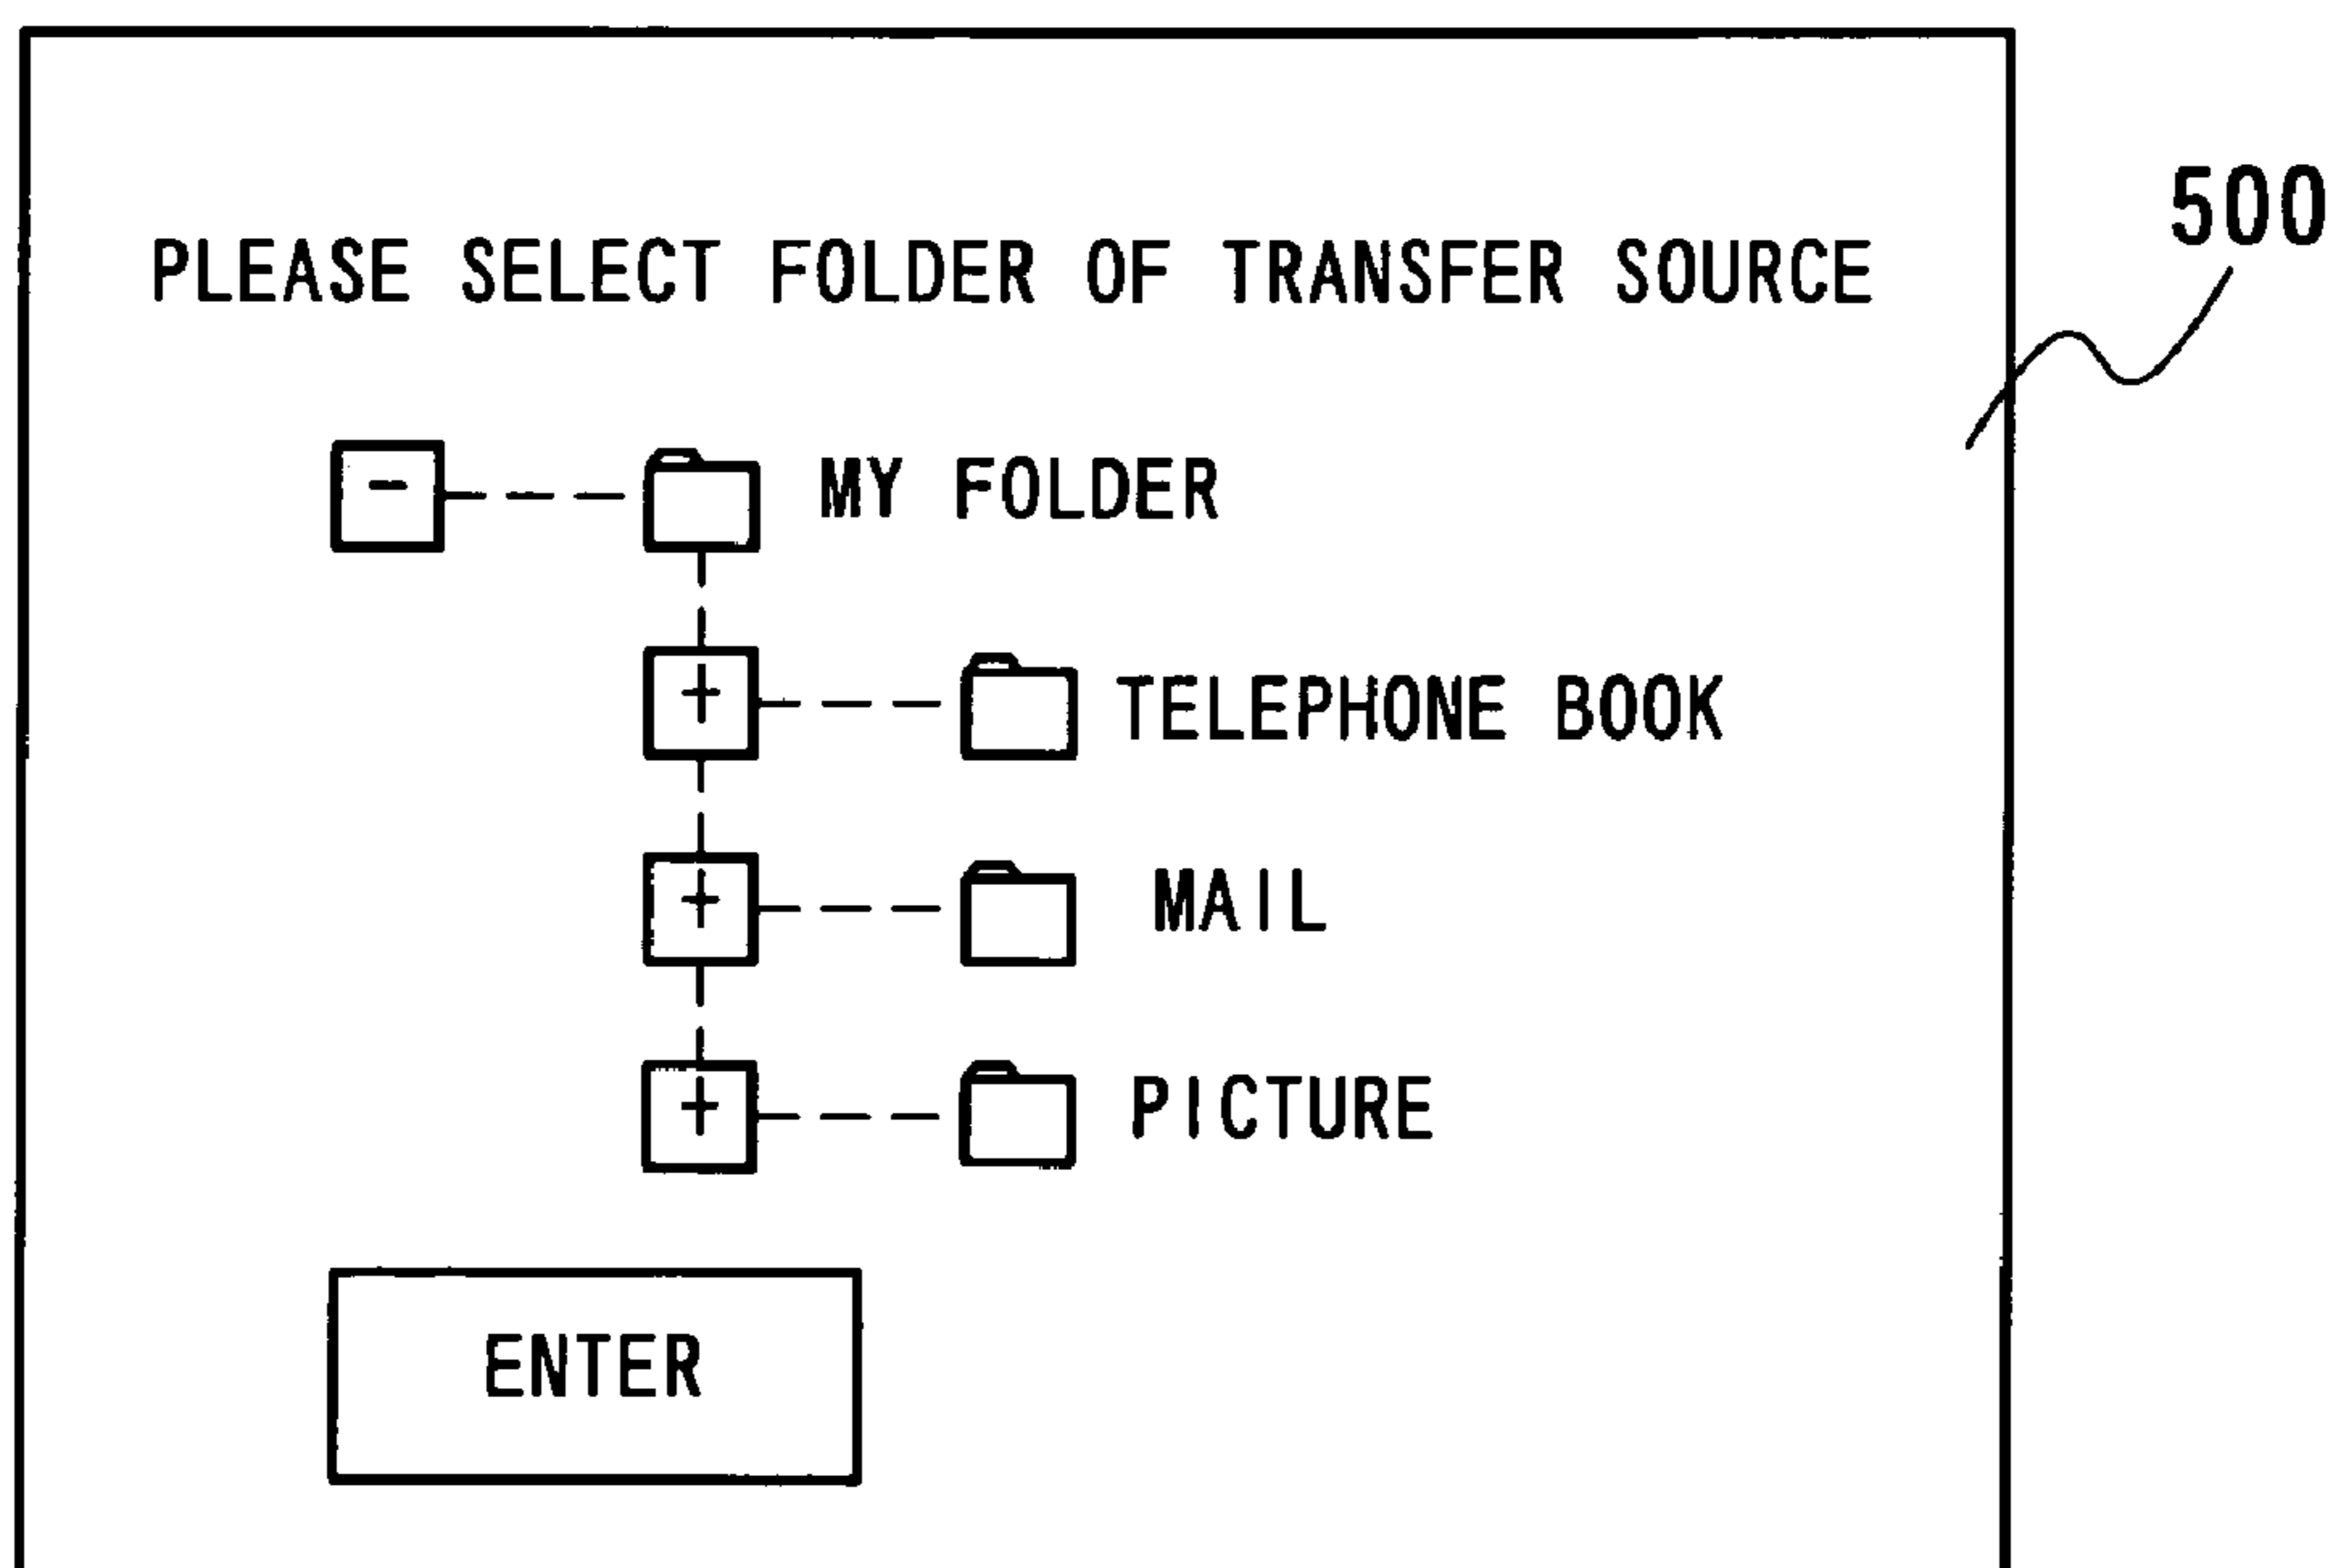 500
PLEASE SELECT FOLDER OF TRANSFER SOURCE
- MY FOLDER
+ TELEPHONE BOOK
+ MAIL
+ PICTURE
ENTER